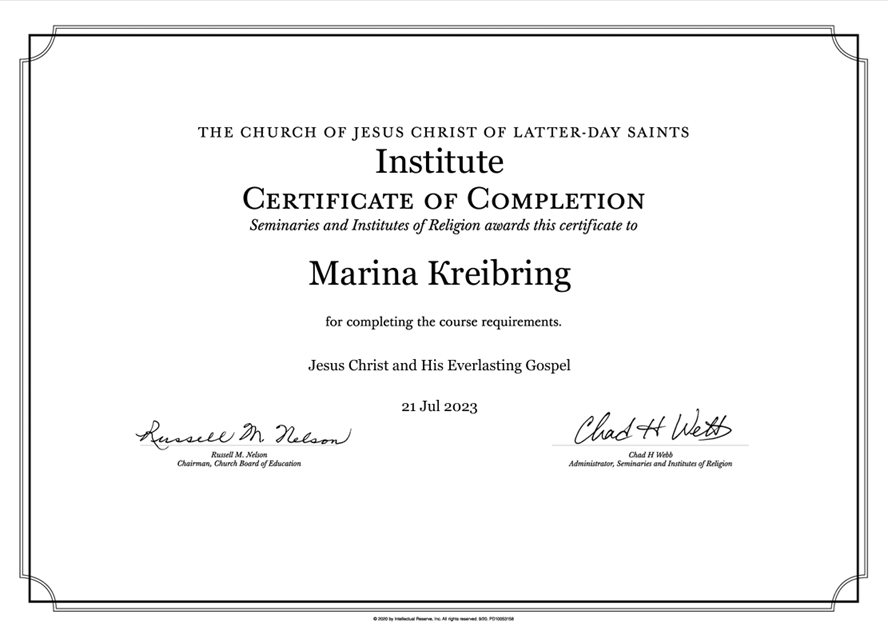 THE CHURCH OF JESUS CHRIST OF LATTER-DAY SAINTS
Institute
CERTIFICATE OF COMPLETION
Seminaries and Institutes of Religion awards this certificate to
Marina Kreibring
for completing the course requirements.
Jesus Christ and His Everlasting Gospel
21 Jul 2023
Russell M. Nelson
Chad H Webb
Russell M. Nelson
Chairman, Church Board of Education
Chad H Webb
Administrator, Seminaries and Institutes of Religion
© 2020 by Intellectual Reserve, Inc. All rights reserved. 9/20. PD10053158